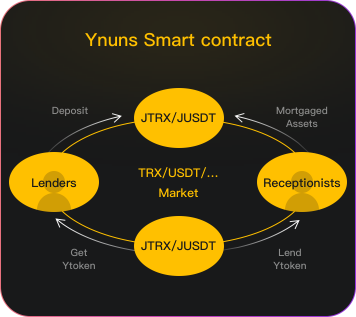 Ynuns Smart contract
Deposit
JTRX/JUSDT
Mortgaged
Assets
Lenders
TRX/USDT/...
Market
Receptionists
Get
Ytoken
JTRX/JUSDT
Lend
Ytoken